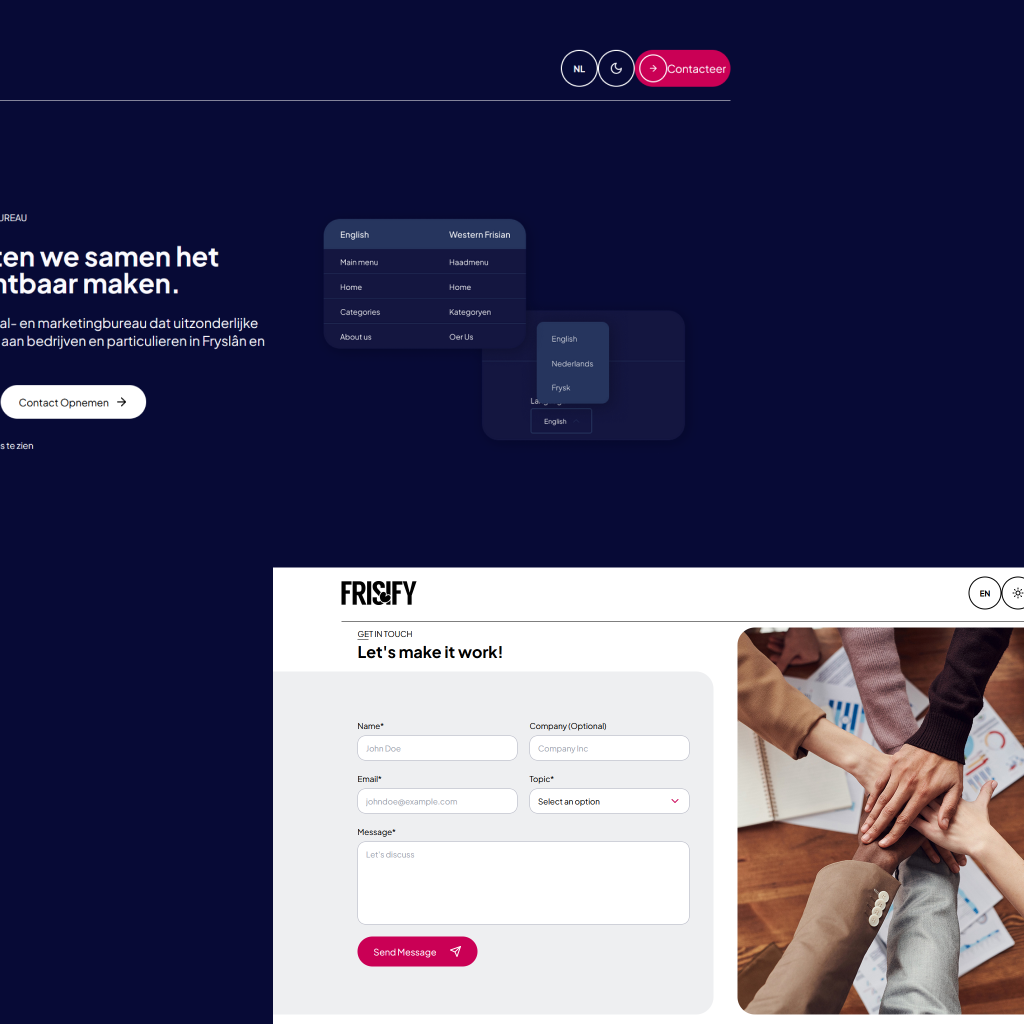 NL
Contacteer
UREAU
en we samen het
ntbaar maken.
al- en marketingbureau dat uitzonderlijke
aan bedrijven en particulieren in Fryslân en
Contact Opnemen
s te zien
English Western Frisian
Main menu Haadmenu
Home Home
Categories Kategoryen
About us Oer Us
English
Nederlands
Frysk
English
FRISIFY
EN
GET IN TOUCH
Let's make it work!
Name* Company (Optional)
John Doe Company Inc
Email* Topic*
johndoe@example.com Select an option
Message*
Let's discuss
Send Message